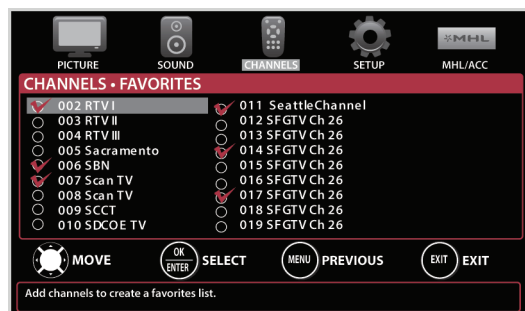 PICTURE SOUND CHANNELS SETUP MHL/ACC
MHL
CHANNELS • FAVORITES
002 RTV I
003 RTV II
004 RTV III
005 Sacramento
006 SBN
007 Scan TV
008 Scan TV
009 SCCT
010 SDCOE TV
011 SeattleChannel
012 SFGTV Ch 26
013 SFGTV Ch 26
014 SFGTV Ch 26
015 SFGTV Ch 26
016 SFGTV Ch 26
017 SFGTV Ch 26
018 SFGTV Ch 26
019 SFGTV Ch 26
MOVE OK ENTER SELECT MENU PREVIOUS EXIT EXIT
Add channels to create a favorites list.